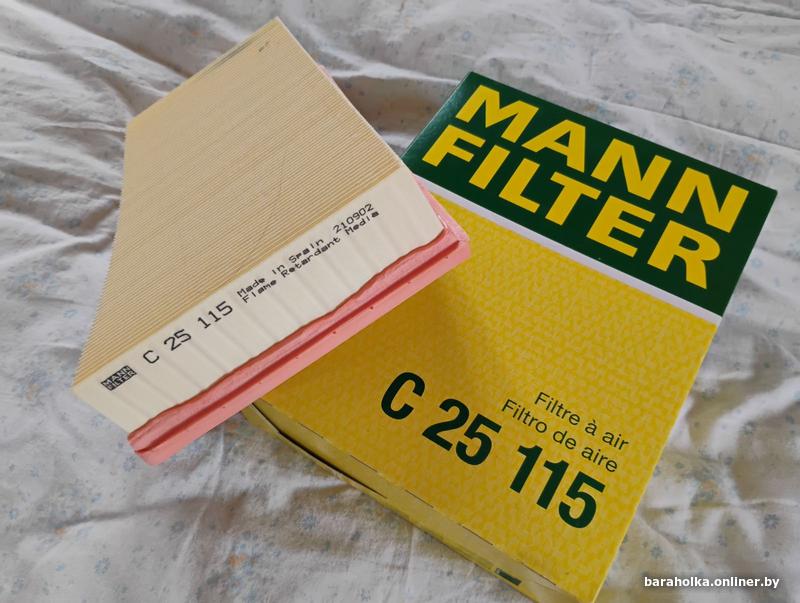 MANN
FILTER
Filtre à air
Filtro de aire
C 25 115
MANN
FILTER
C 25 115
Made in Spain 210902
Flame Retardant Media
baraholka.onliner.by